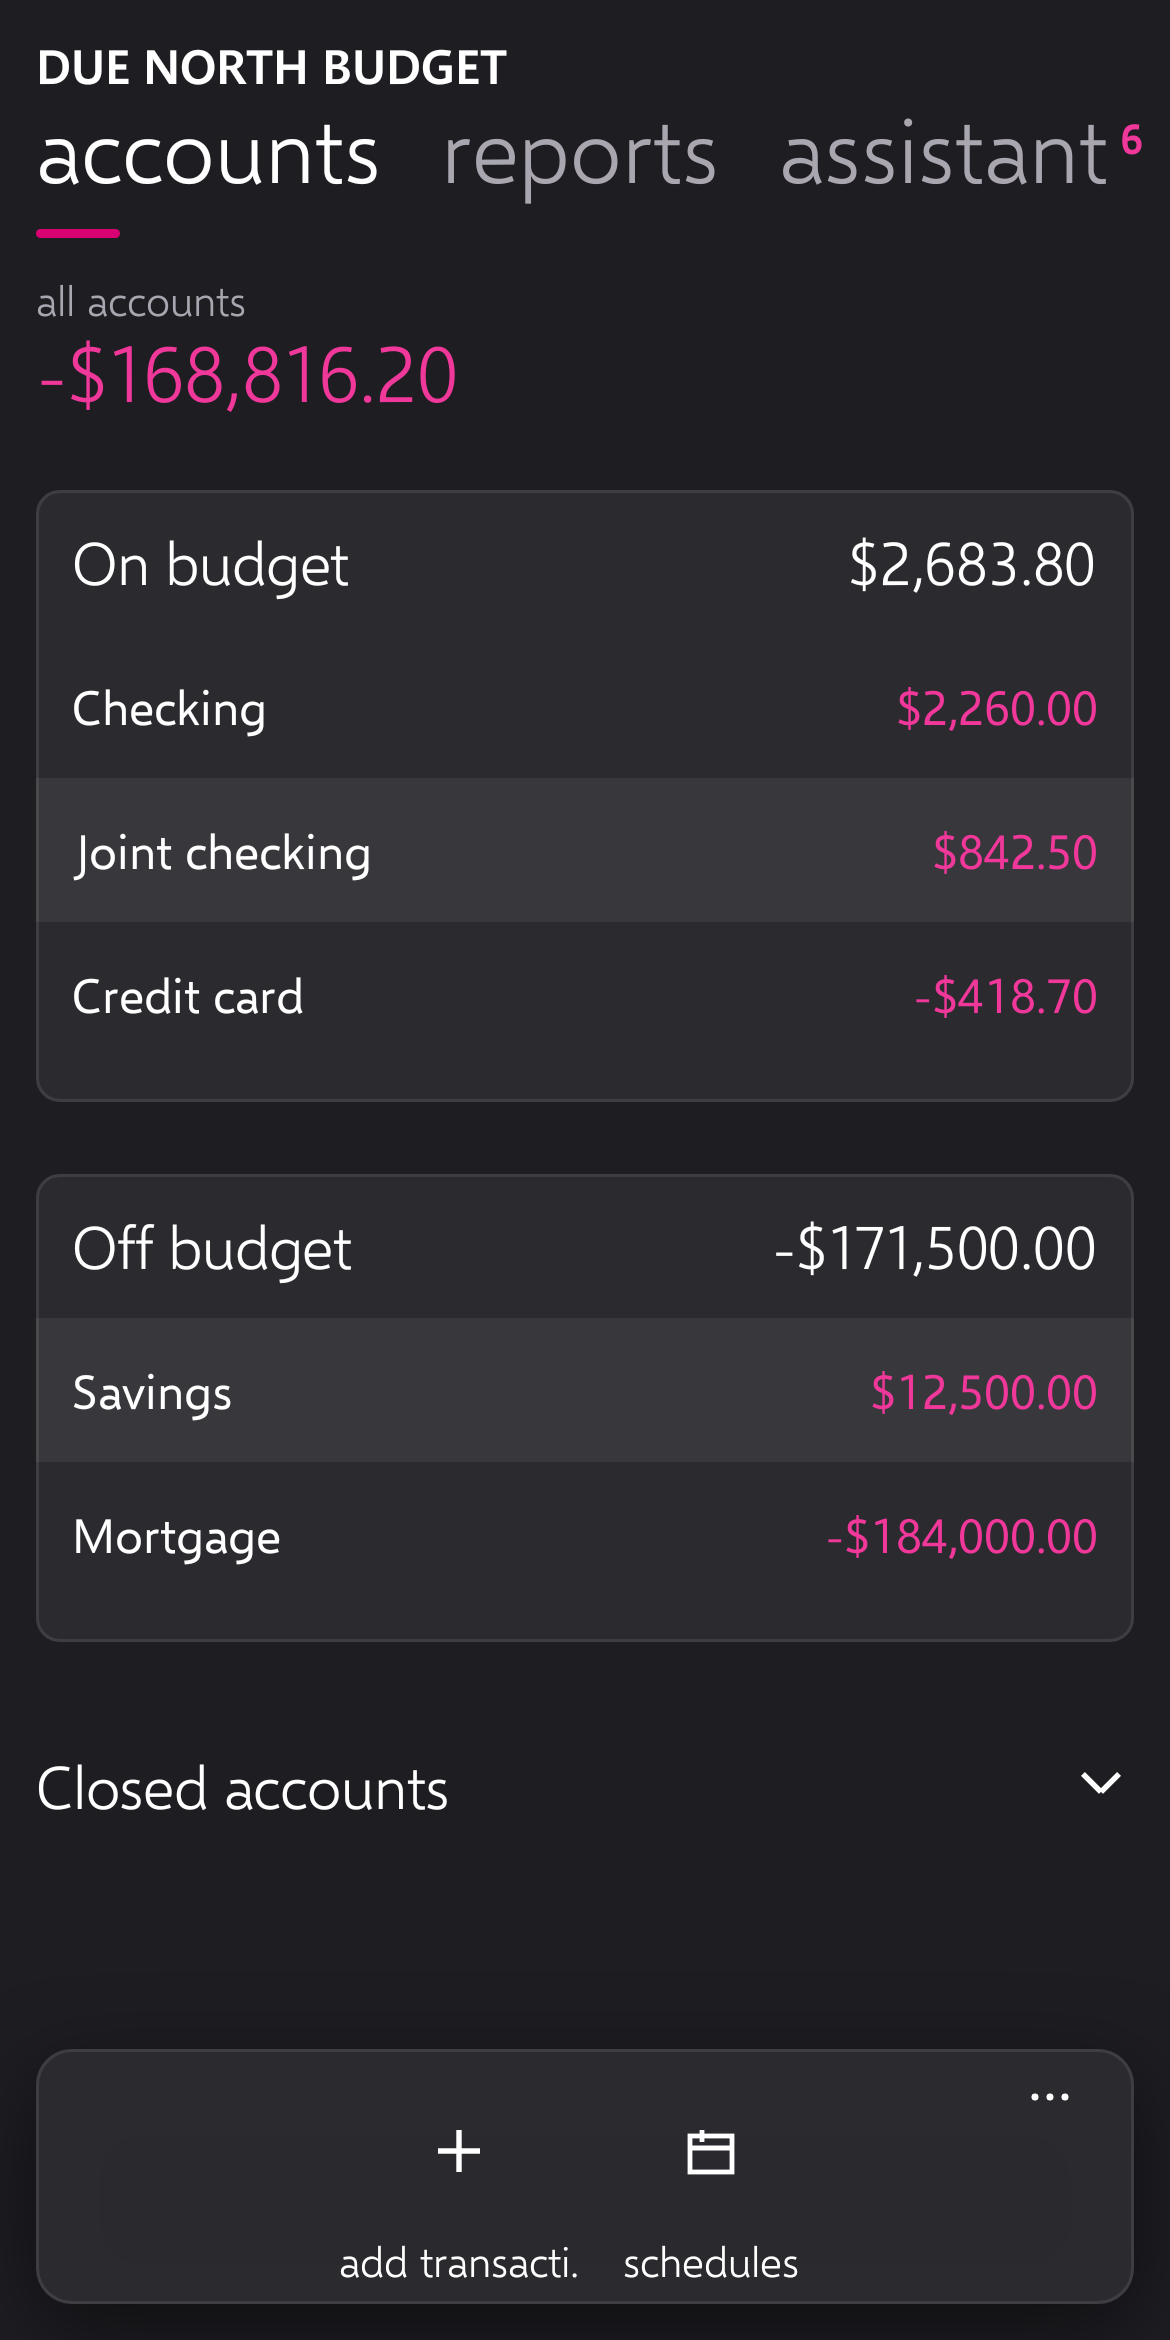 DUE NORTH BUDGET
accounts reports assistant 6
all accounts
-$168,816.20
On budget $2,683.80
Checking $2,260.00
Joint checking $842.50
Credit card -$418.70
Off budget -$171,500.00
Savings $12,500.00
Mortgage -$184,000.00
Closed accounts
add transacti. schedules